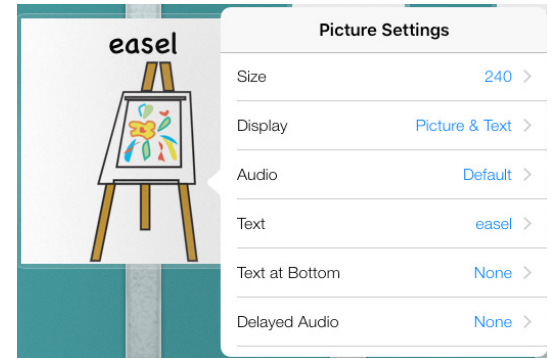 easel
Picture Settings
Size 240 >
Display Picture & Text >
Audio Default >
Text easel >
Text at Bottom None >
Delayed Audio None >